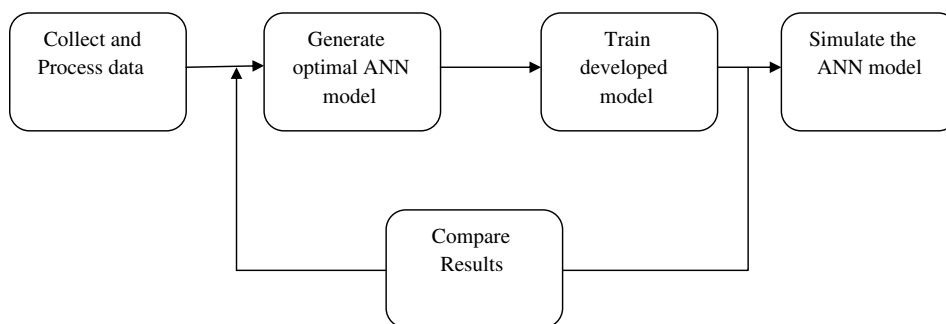 Collect and
Process data
Generate
optimal ANN
model
Train
developed
model
Simulate the
ANN model
Compare
Results